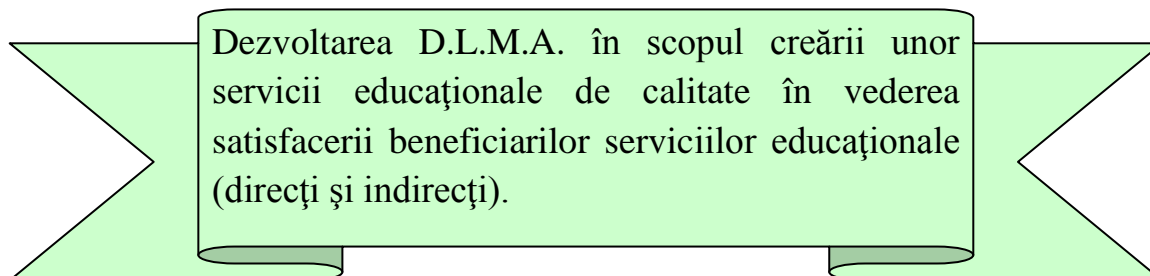 Dezvoltarea D.L.M.A. în scopul creării unor
servicii educaţionale de calitate în vederea
satisfacerii beneficiarilor serviciilor educaţionale
(direcţi şi indirecţi).